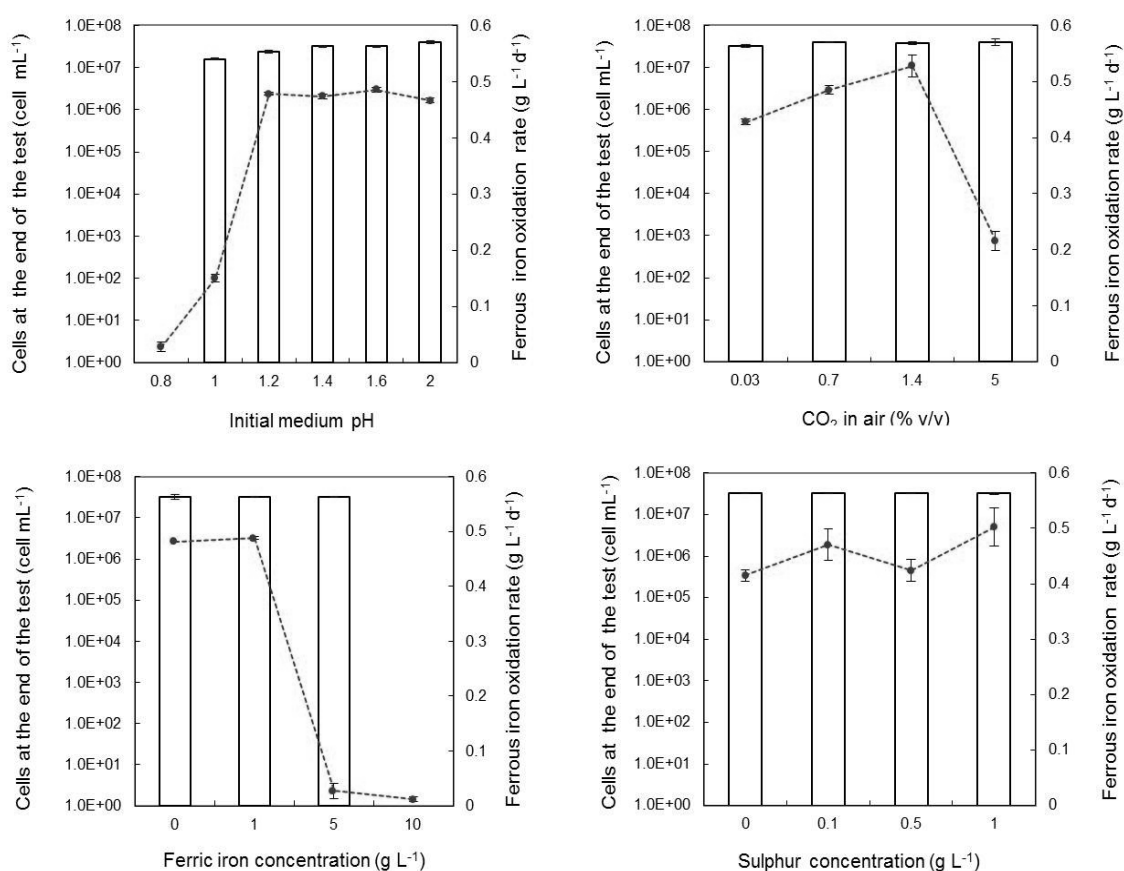 Cells at the end of the test (cell mL-1)
1.0E+08
1.0E+07
1.0E+06
1.0E+05
1.0E+04
1.0E+03
1.0E+02
1.0E+01
1.0E+00
0.8 1 1.2 1.4 1.6 2
Initial medium pH
0.6
0.5
0.4
0.3
0.2
0.1
0
Ferrous iron oxidation rate (g L-1 d-1)
Cells at the end of the test (cell mL-1)
1.0E+08
1.0E+07
1.0E+06
1.0E+05
1.0E+04
1.0E+03
1.0E+02
1.0E+01
1.0E+00
0.03 0.7 1.4 5
CO2 in air (% v/v)
0.6
0.5
0.4
0.3
0.2
0.1
0
Ferrous iron oxidation rate (g L-1 d-1)
Cells at the end of the test (cell mL-1)
1.0E+08
1.0E+07
1.0E+06
1.0E+05
1.0E+04
1.0E+03
1.0E+02
1.0E+01
1.0E+00
0 1 5 10
Ferric iron concentration (g L-1)
0.6
0.5
0.4
0.3
0.2
0.1
0
Ferrous iron oxidation rate (g L-1 d-1)
Cells at the end of the test (cell mL-1)
1.0E+08
1.0E+07
1.0E+06
1.0E+05
1.0E+04
1.0E+03
1.0E+02
1.0E+01
1.0E+00
0 0.1 0.5 1
Sulphur concentration (g L-1)
0.6
0.5
0.4
0.3
0.2
0.1
0
Ferrous iron oxidation rate (g L-1 d-1)